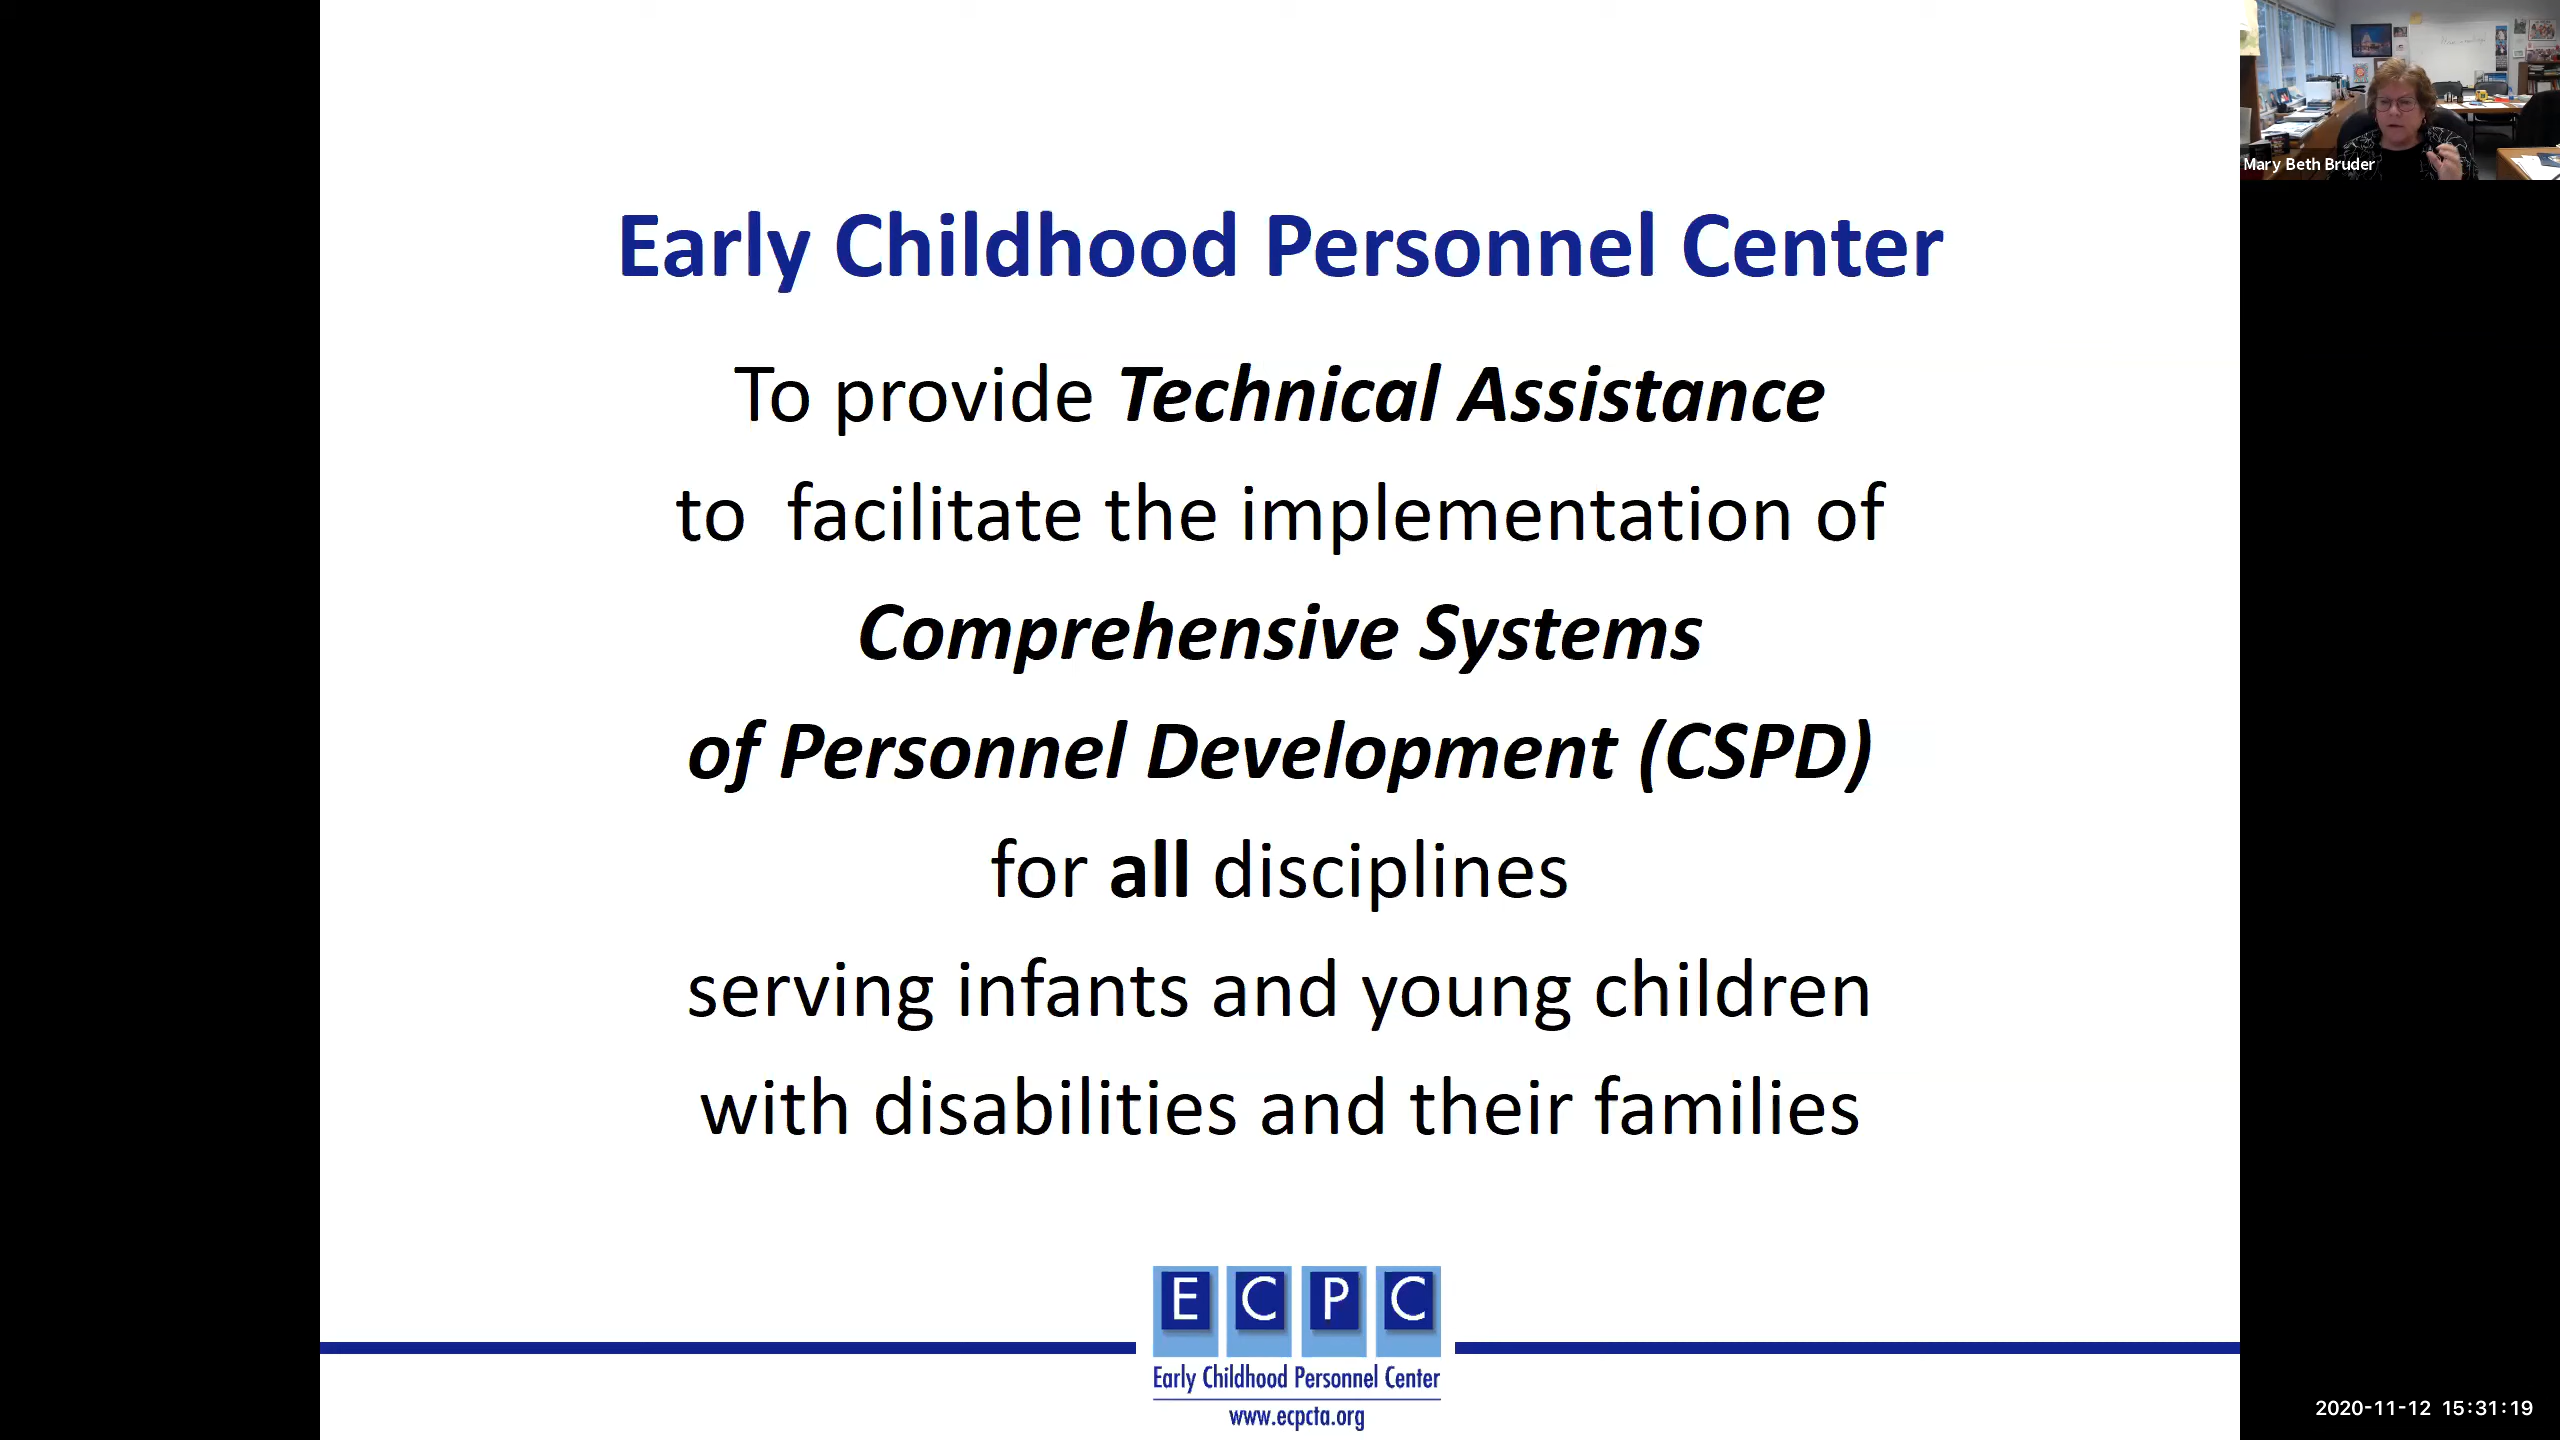 Mary Beth Bruder
Early Childhood Personnel Center
To provide Technical Assistance
to  facilitate the implementation of
Comprehensive Systems
of Personnel Development (CSPD)
for all disciplines
serving infants and young children
with disabilities and their families
E C P C
Early Childhood Personnel Center
www.ecpcta.org
2020-11-12 15:31:19